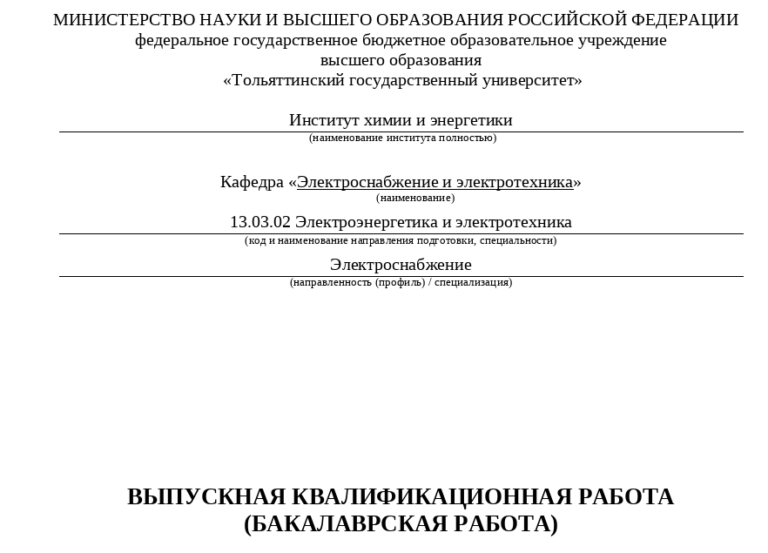 МИНИСТЕРСТВО НАУКИ И ВЫСШЕГО ОБРАЗОВАНИЯ РОССИЙСКОЙ ФЕДЕРАЦИИ
федеральное государственное бюджетное образовательное учреждение
высшего образования
«Тольяттинский государственный университет»
Институт химии и энергетики
(наименование института полностью)
Кафедра «Электроснабжение и электротехника»
(наименование)
13.03.02 Электроэнергетика и электротехника
(код и наименование направления подготовки, специальности)
Электроснабжение
(направленность (профиль) / специализация)
ВЫПУСКНАЯ КВАЛИФИКАЦИОННАЯ РАБОТА
(БАКАЛАВРСКАЯ РАБОТА)